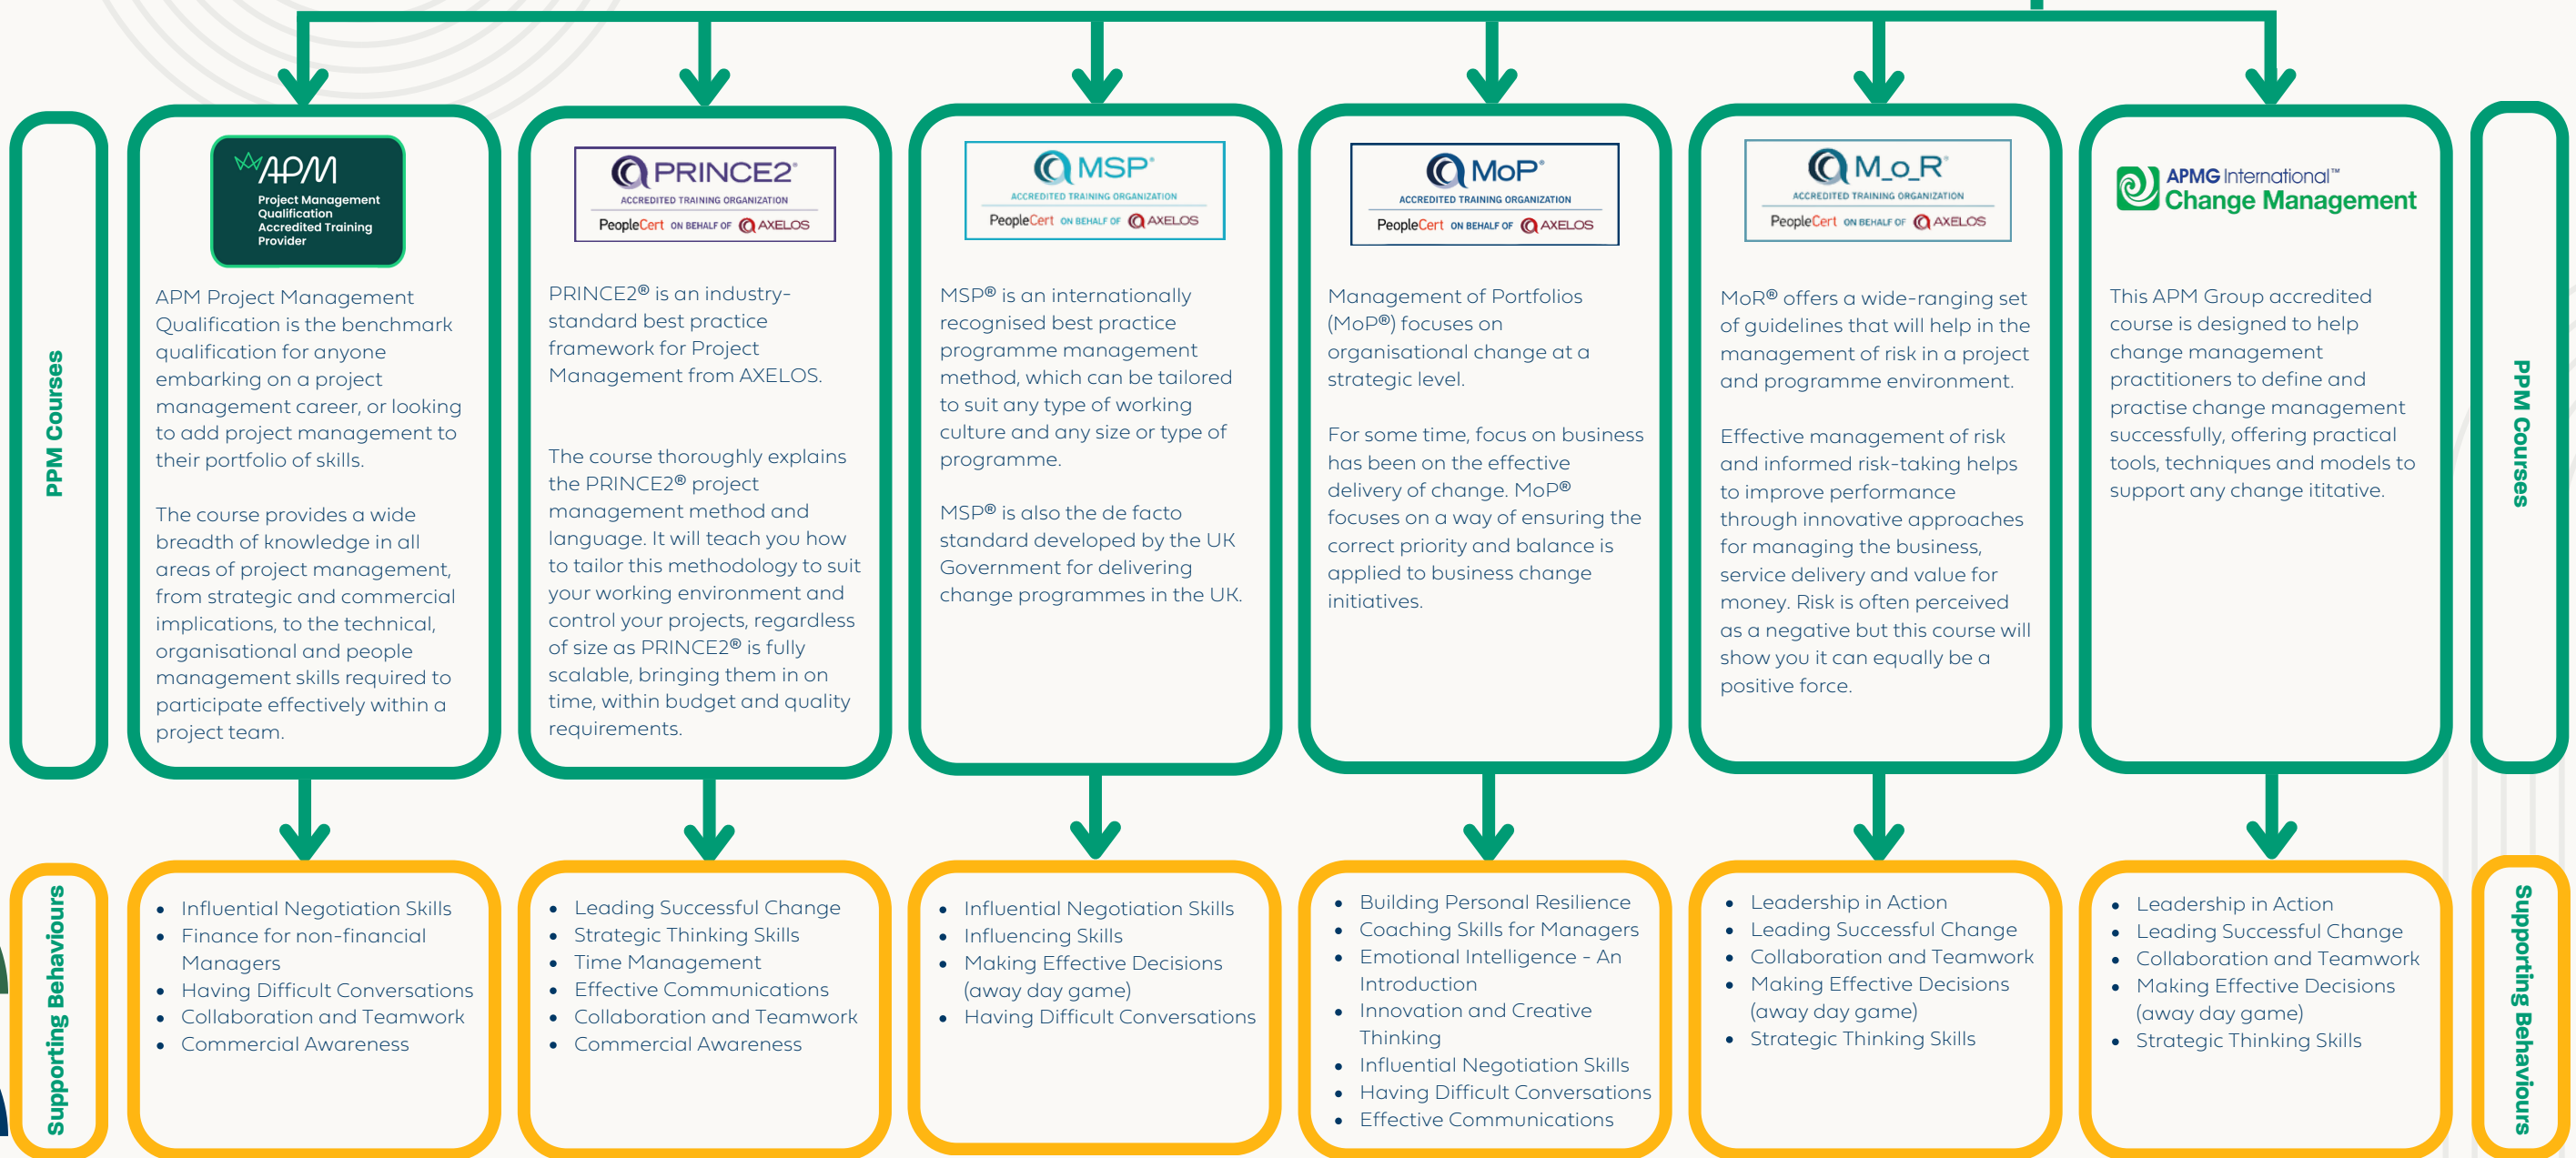 PPM Courses
APM
Project Management
Qualification
Accredited Training
Provider
APM Project Management
Qualification is the benchmark
qualification for anyone
embarking on a project
management career, or looking
to add project management to
their portfolio of skills.
The course provides a wide
breadth of knowledge in all
areas of project management,
from strategic and commercial
implications, to the technical,
organisational and people
management skills required to
participate effectively within a
project team.
PRINCE2®
ACCREDITED TRAINING ORGANIZATION
PeopleCert ON BEHALF OF AXELOS
PRINCE2® is an industry-
standard best practice
framework for Project
Management from AXELOS.
The course thoroughly explains
the PRINCE2® project
management method and
language. It will teach you how
to tailor this methodology to suit
your working environment and
control your projects, regardless
of size as PRINCE2® is fully
scalable, bringing them in on
time, within budget and quality
requirements.
MSP®
ACCREDITED TRAINING ORGANIZATION
PeopleCert ON BEHALF OF AXELOS
MSP® is an internationally
recognised best practice
programme management
method, which can be tailored
to suit any type of working
culture and any size or type of
programme.
MSP® is also the de facto
standard developed by the UK
Government for delivering
change programmes in the UK.
MoP®
ACCREDITED TRAINING ORGANIZATION
PeopleCert ON BEHALF OF AXELOS
Management of Portfolios
(MoP®) focuses on
organisational change at a
strategic level.
For some time, focus on business
has been on the effective
delivery of change. MoP®
focuses on a way of ensuring the
correct priority and balance is
applied to business change
initiatives.
M_o_R®
ACCREDITED TRAINING ORGANIZATION
PeopleCert ON BEHALF OF AXELOS
MoR® offers a wide-ranging set
of guidelines that will help in the
management of risk in a project
and programme environment.
Effective management of risk
and informed risk-taking helps
to improve performance
through innovative approaches
for managing the business,
service delivery and value for
money. Risk is often perceived
as a negative but this course will
show you it can equally be a
positive force.
APMG International™
Change Management
This APM Group accredited
course is designed to help
change management
practitioners to define and
practise change management
successfully, offering practical
tools, techniques and models to
support any change ititative.
PPM Courses
Supporting Behaviours
• Influential Negotiation Skills
• Finance for non-financial
Managers
• Having Difficult Conversations
• Collaboration and Teamwork
• Commercial Awareness
• Leading Successful Change
• Strategic Thinking Skills
• Time Management
• Effective Communications
• Collaboration and Teamwork
• Commercial Awareness
• Influential Negotiation Skills
• Influencing Skills
• Making Effective Decisions
(away day game)
• Having Difficult Conversations
• Building Personal Resilience
• Coaching Skills for Managers
• Emotional Intelligence - An
Introduction
• Innovation and Creative
Thinking
• Influential Negotiation Skills
• Having Difficult Conversations
• Effective Communications
• Leadership in Action
• Leading Successful Change
• Collaboration and Teamwork
• Making Effective Decisions
(away day game)
• Strategic Thinking Skills
• Leadership in Action
• Leading Successful Change
• Collaboration and Teamwork
• Making Effective Decisions
(away day game)
• Strategic Thinking Skills
Supporting Behaviours